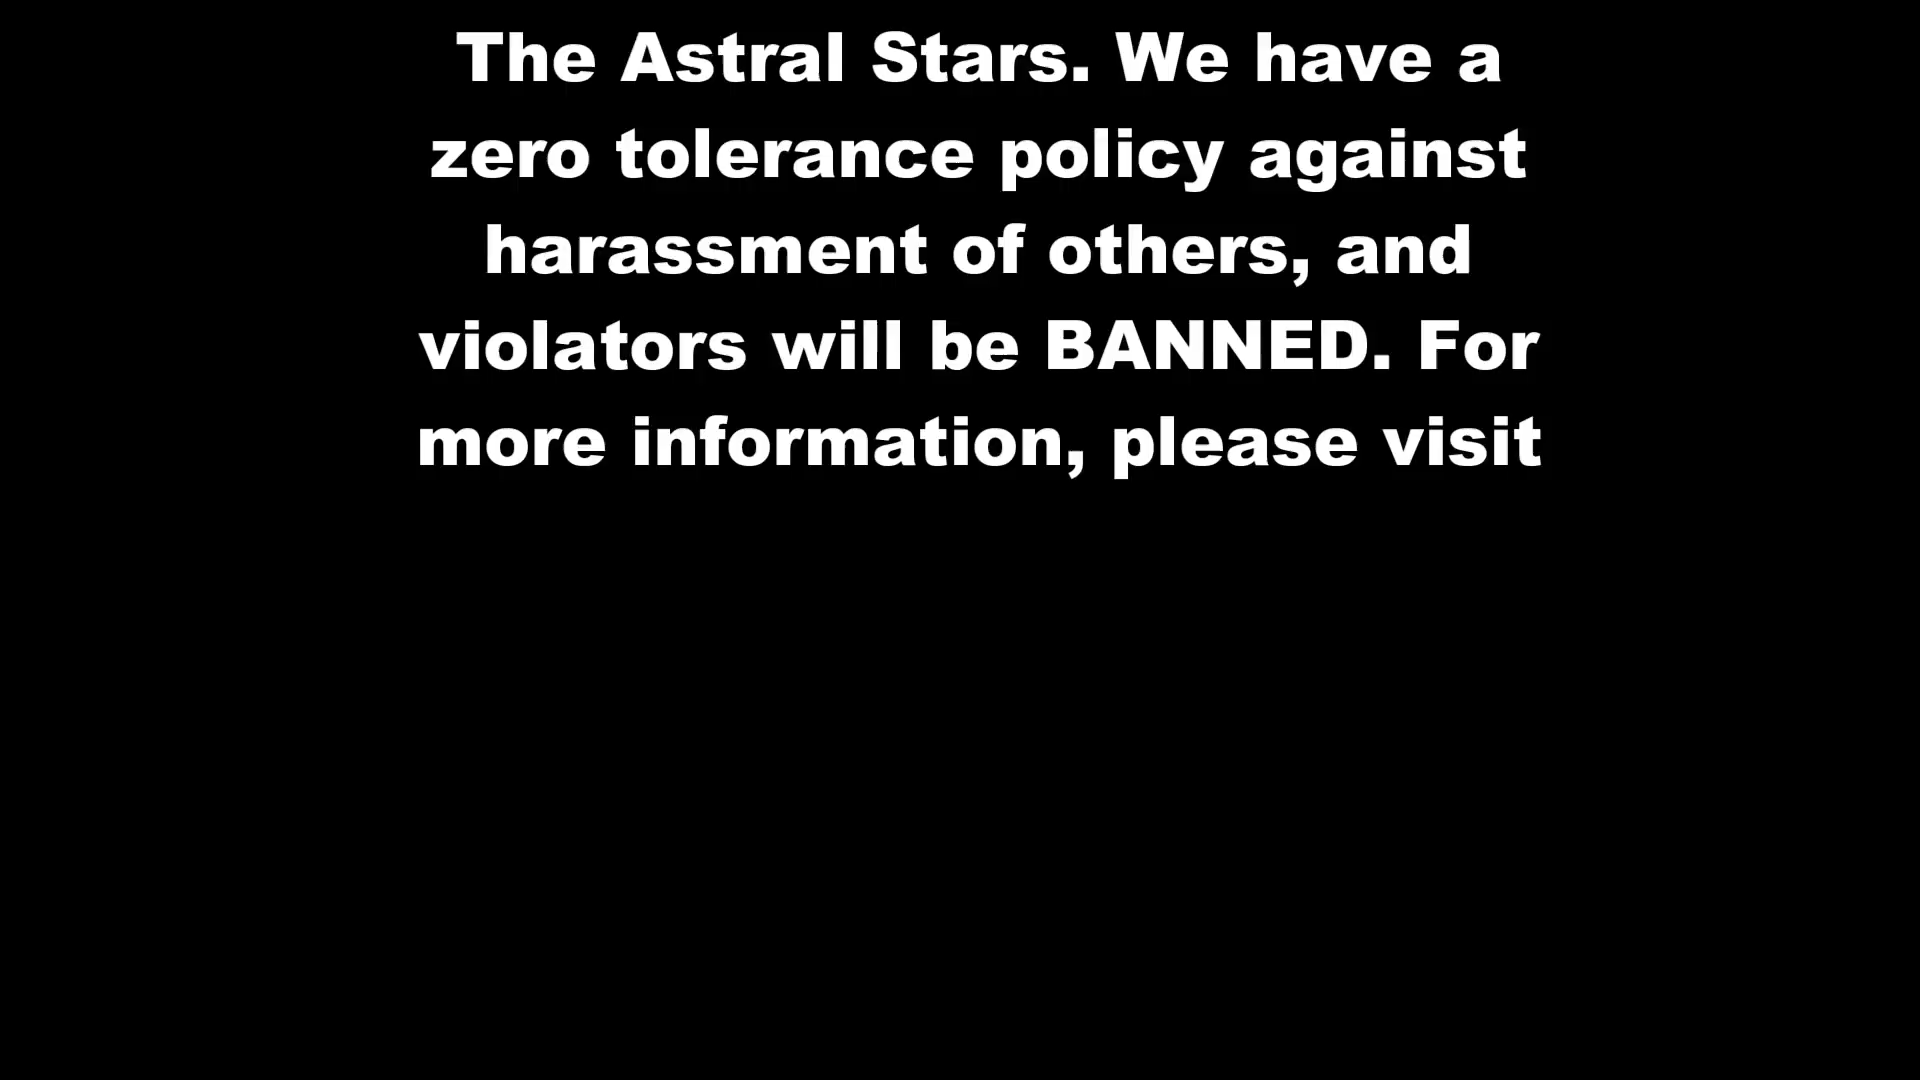 The Astral Stars. We have a
zero tolerance policy against
harassment of others, and
violators will be BANNED. For
more information, please visit